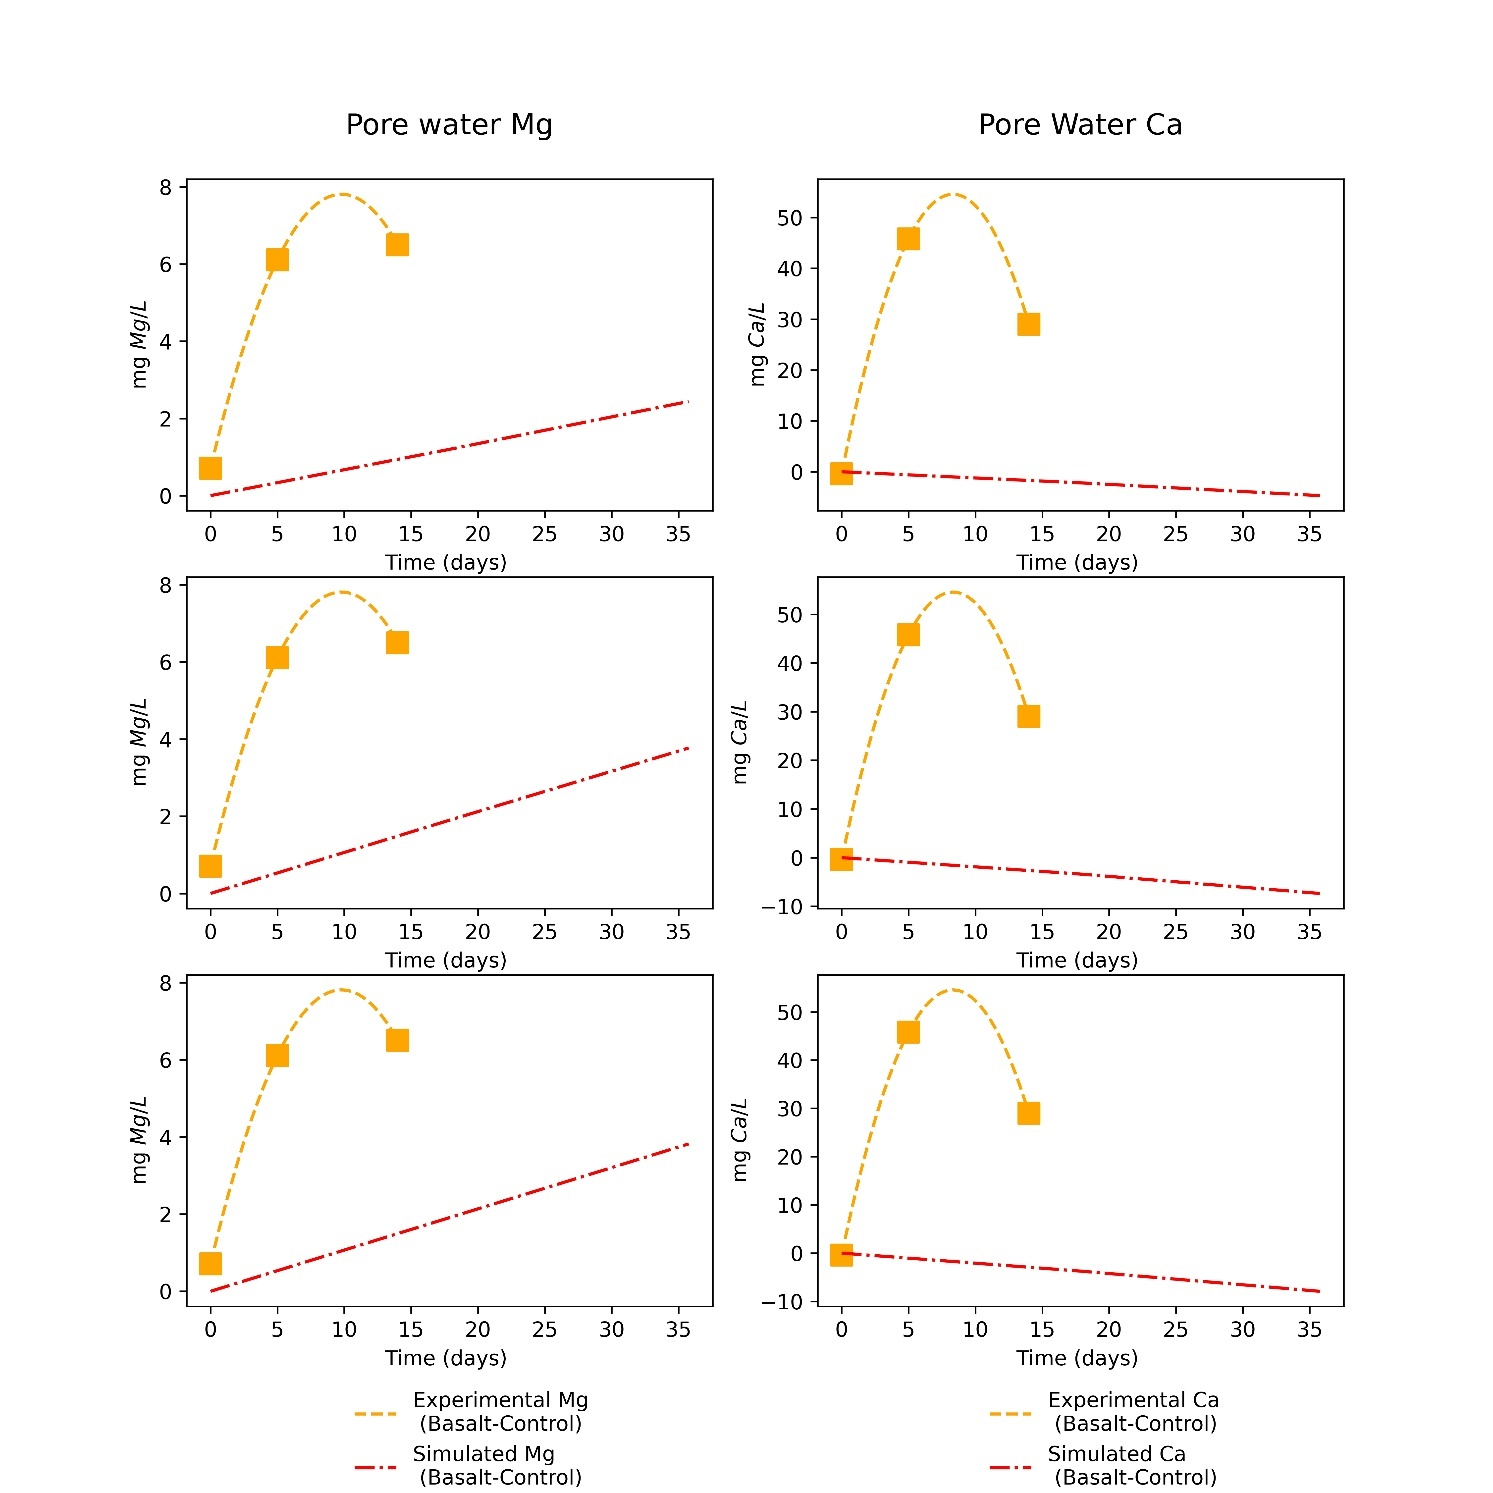 Pore water Mg
Pore Water Ca
8
6
4
2
0
mg Mg/L
0 5 10 15 20 25 30 35
Time (days)
50
40
30
20
10
0
mg Ca/L
0 5 10 15 20 25 30 35
Time (days)
8
6
4
2
0
mg Mg/L
0 5 10 15 20 25 30 35
Time (days)
50
40
30
20
10
0
−10
mg Ca/L
0 5 10 15 20 25 30 35
Time (days)
8
6
4
2
0
mg Mg/L
0 5 10 15 20 25 30 35
Time (days)
50
40
30
20
10
0
−10
mg Ca/L
0 5 10 15 20 25 30 35
Time (days)
Experimental Mg
(Basalt-Control)
Simulated Mg
(Basalt-Control)
Experimental Ca
(Basalt-Control)
Simulated Ca
(Basalt-Control)